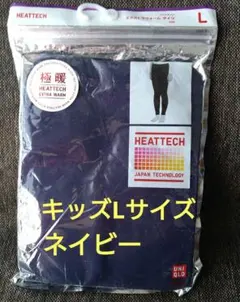 HEATTECH
L
極暖
HEATTECH
EXTRA WARM
HEATTECH
JAPAN TECHNOLOGY
キッズLサイズ
ネイビー
UNI
QLO